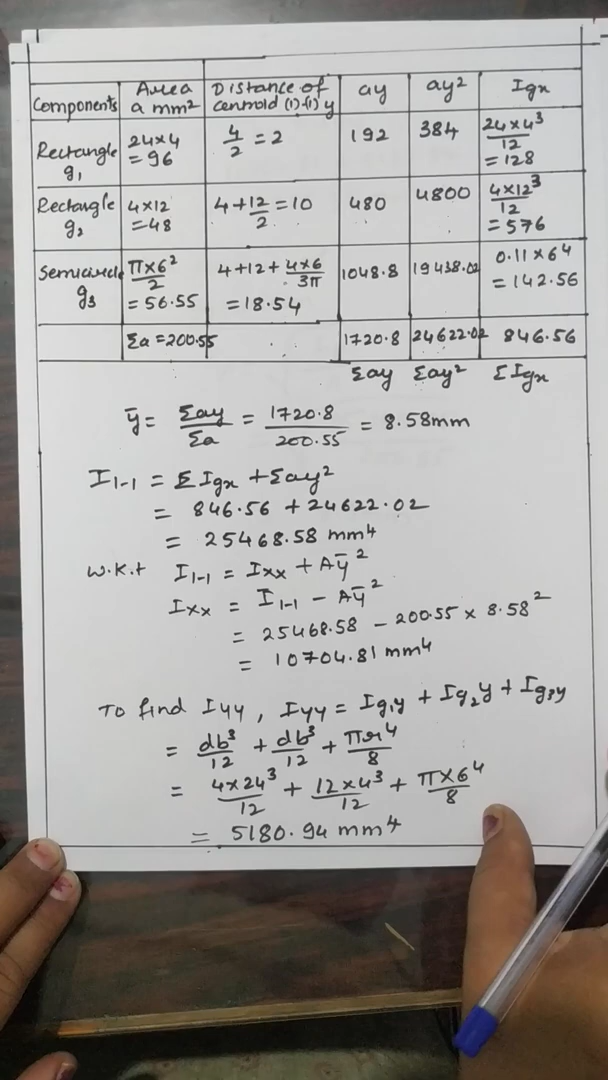 Components | Area a mm² | Distance of centroid (1)-(1) y | ay | ay² | Igx
Rectangle g₁ | 24×4 = 96 | 4/2 = 2 | 192 | 384 | 24×4³/12 = 128
Rectangle g₂ | 4×12 = 48 | 4+12/2 = 10 | 480 | 4800 | 4×12³/12 = 576
Semicircle g₃ | π×6²/2 = 56.55 | 4+12+4×6/3π = 18.54 | 1048.8 | 19438.02 | 0.11×6⁴ = 142.56
Σa = 200.55 | 1720.8 | 24622.02 | 846.56
Σay Σay² ΣIgx
ȳ = Σay/Σa = 1720.8/200.55 = 8.58mm
I₁₋₁ = ΣIgx + Σay²
= 846.56 + 24622.02
= 25468.58 mm⁴
W.K.t I₁₋₁ = Ixx + Aȳ²
Ixx = I₁₋₁ − Aȳ²
= 25468.58 − 200.55 × 8.58²
= 10704.81 mm⁴
To find Iyy, Iyy = Ig₁y + Ig₂y + Ig₃y
= db³/12 + db³/12 + πr⁴/8
= 4×24³/12 + 12×4³/12 + π×6⁴/8
= 5180.94 mm⁴